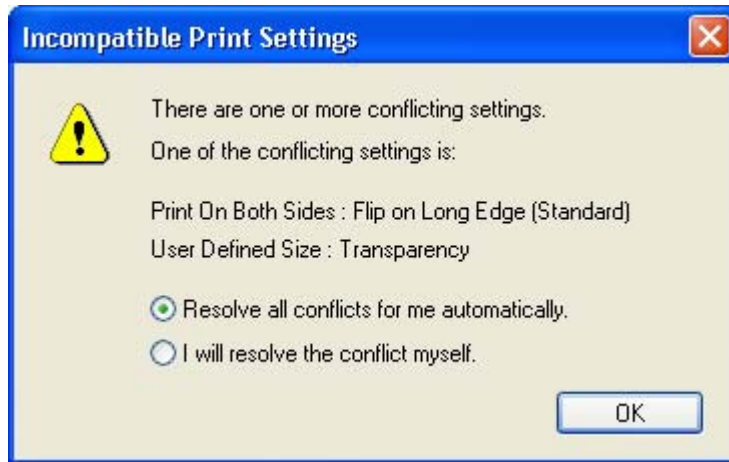 Incompatible Print Settings
There are one or more conflicting settings.
One of the conflicting settings is:
Print On Both Sides : Flip on Long Edge (Standard)
User Defined Size : Transparency
Resolve all conflicts for me automatically.
I will resolve the conflict myself.
OK